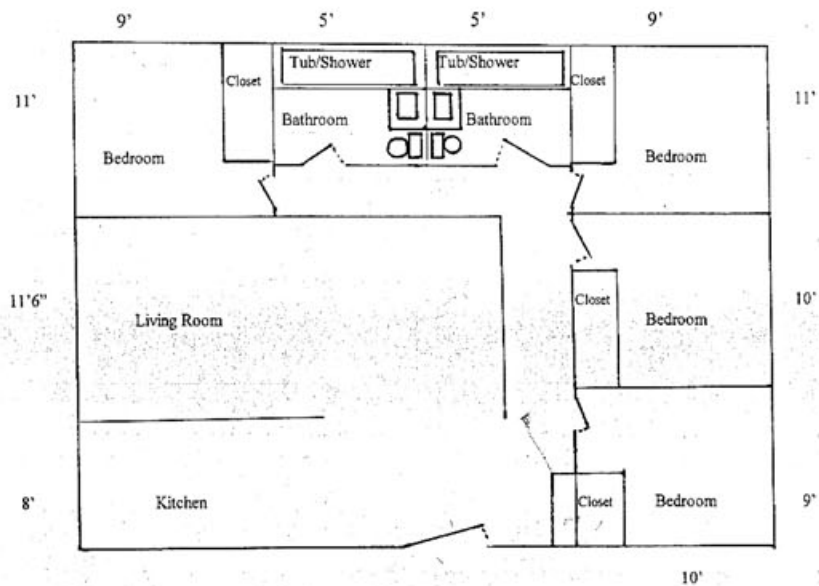 9' 5' 5' 9'
Tub/Shower Tub/Shower
Closet Closet
11' 11'
Bathroom Bathroom
Bedroom Bedroom
11'6" Closet 10'
Living Room Bedroom
8' Kitchen Closet Bedroom 9'
10'